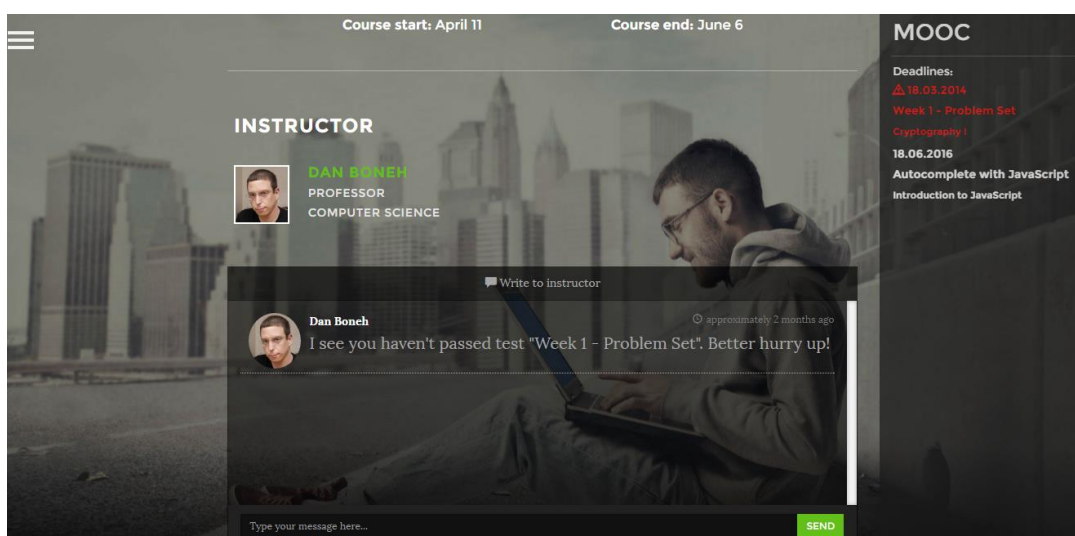 Course start: April 11 Course end: June 6
INSTRUCTOR
DAN BONEH
PROFESSOR
COMPUTER SCIENCE
Write to instructor
Dan Boneh approximately 2 months ago
I see you haven't passed test "Week 1 - Problem Set". Better hurry up!
Type your message here... SEND
MOOC
Deadlines:
18.03.2014
Week 1 - Problem Set
Cryptography I
18.06.2016
Autocomplete with JavaScript
Introduction to JavaScript